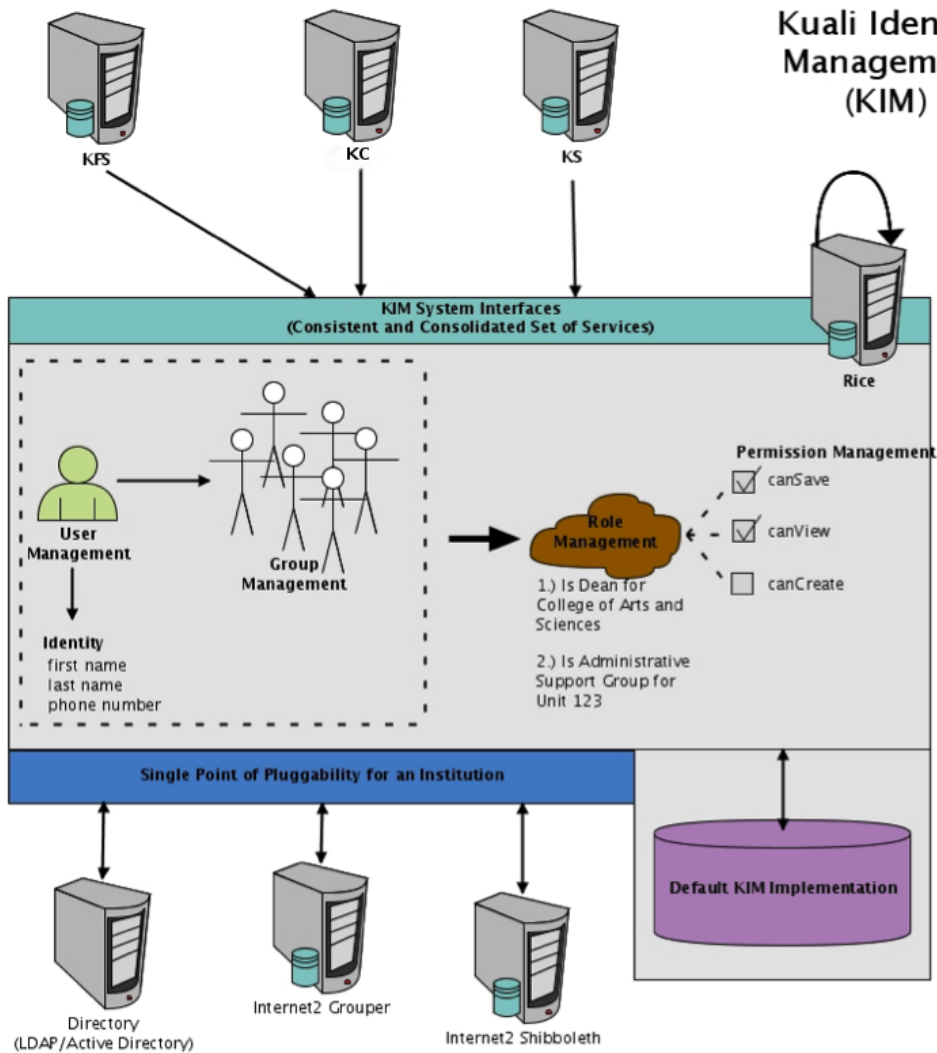 Kuali Iden
Managem
(KIM)
KFS
KC
KS
Rice
KIM System Interfaces
(Consistent and Consolidated Set of Services)
User
Management
Group
Management
Identity
first name
last name
phone number
Role
Management
1.) Is Dean for
College of Arts and
Sciences
2.) Is Administrative
Support Group for
Unit 123
Permission Management
canSave
canView
canCreate
Single Point of Pluggability for an Institution
Default KIM Implementation
Directory
(LDAP/Active Directory)
Internet2 Grouper
Internet2 Shibboleth